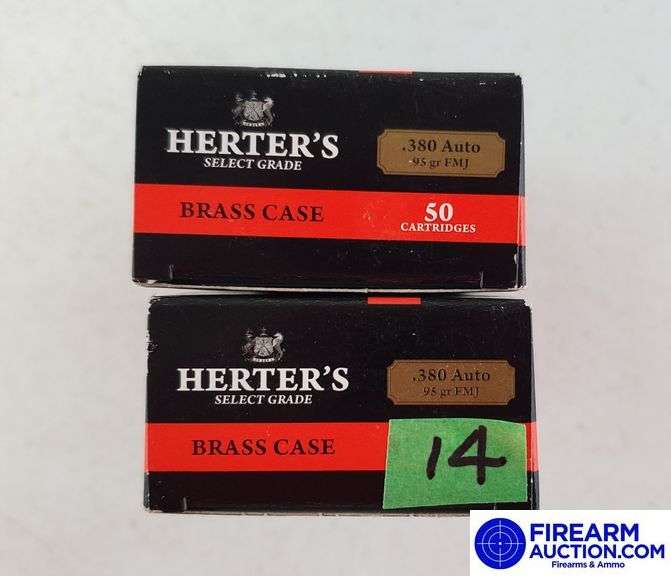 HERTER'S
SELECT GRADE
.380 Auto
95 gr FMJ
BRASS CASE
50
CARTRIDGES
HERTER'S
SELECT GRADE
.380 Auto
95 gr FMJ
BRASS CASE
14
FIREARM
AUCTION.COM
Firearms & Ammo